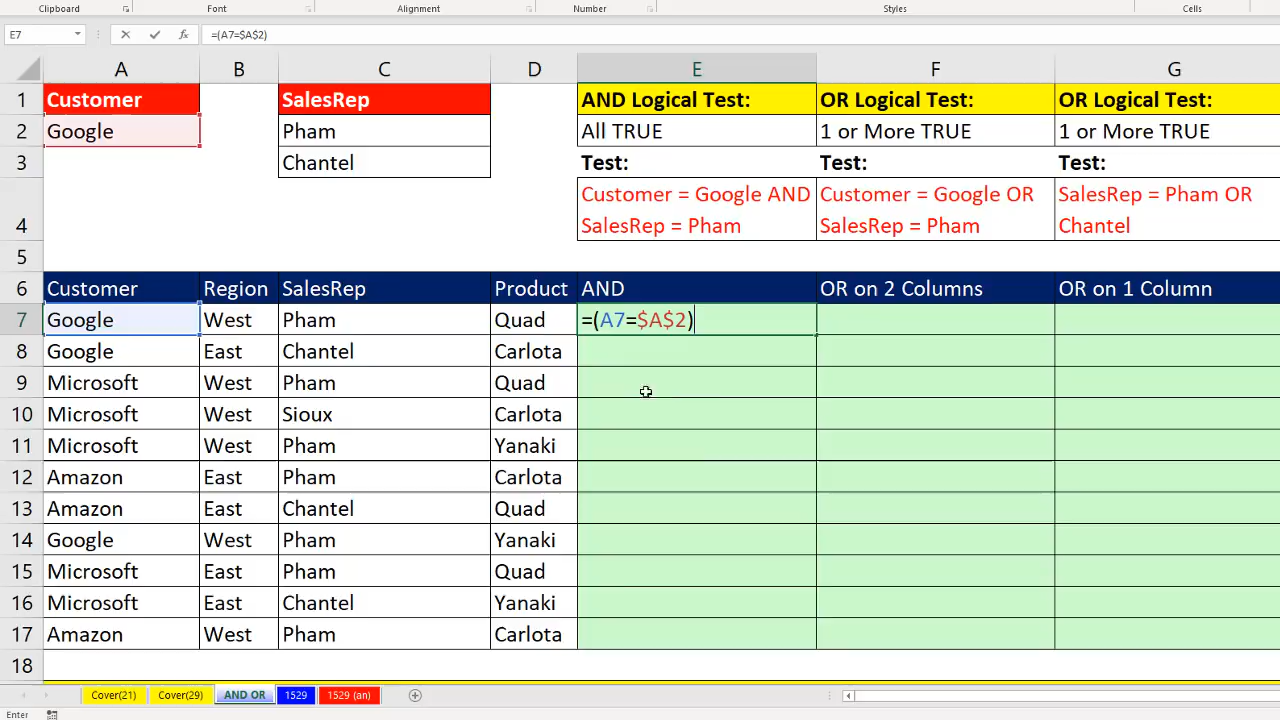 Clipboard Font Alignment Number Styles Cells
E7 fx =(A7=$A$2)
A B C D E F G
1 Customer SalesRep AND Logical Test: OR Logical Test: OR Logical Test:
2 Google Pham All TRUE 1 or More TRUE 1 or More TRUE
3 Chantel Test: Test: Test:
Customer = Google AND Customer = Google OR SalesRep = Pham OR
4 SalesRep = Pham SalesRep = Pham Chantel
5
6 Customer Region SalesRep Product AND OR on 2 Columns OR on 1 Column
7 Google West Pham Quad =(A7=$A$2)
8 Google East Chantel Carlota
9 Microsoft West Pham Quad
10 Microsoft West Sioux Carlota
11 Microsoft West Pham Yanaki
12 Amazon East Pham Carlota
13 Amazon East Chantel Quad
14 Google West Pham Yanaki
15 Microsoft East Pham Quad
16 Microsoft East Chantel Yanaki
17 Amazon West Pham Carlota
18
Cover(21) Cover(29) AND OR 1529 1529 (an)
Enter